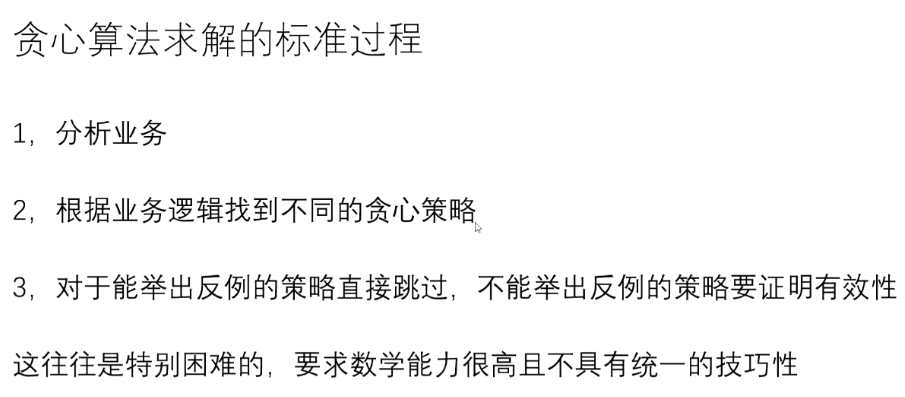 贪心算法求解的标准过程
1，分析业务
2，根据业务逻辑找到不同的贪心策略
3，对于能举出反例的策略直接跳过，不能举出反例的策略要证明有效性
这往往是特别困难的，要求数学能力很高且不具有统一的技巧性